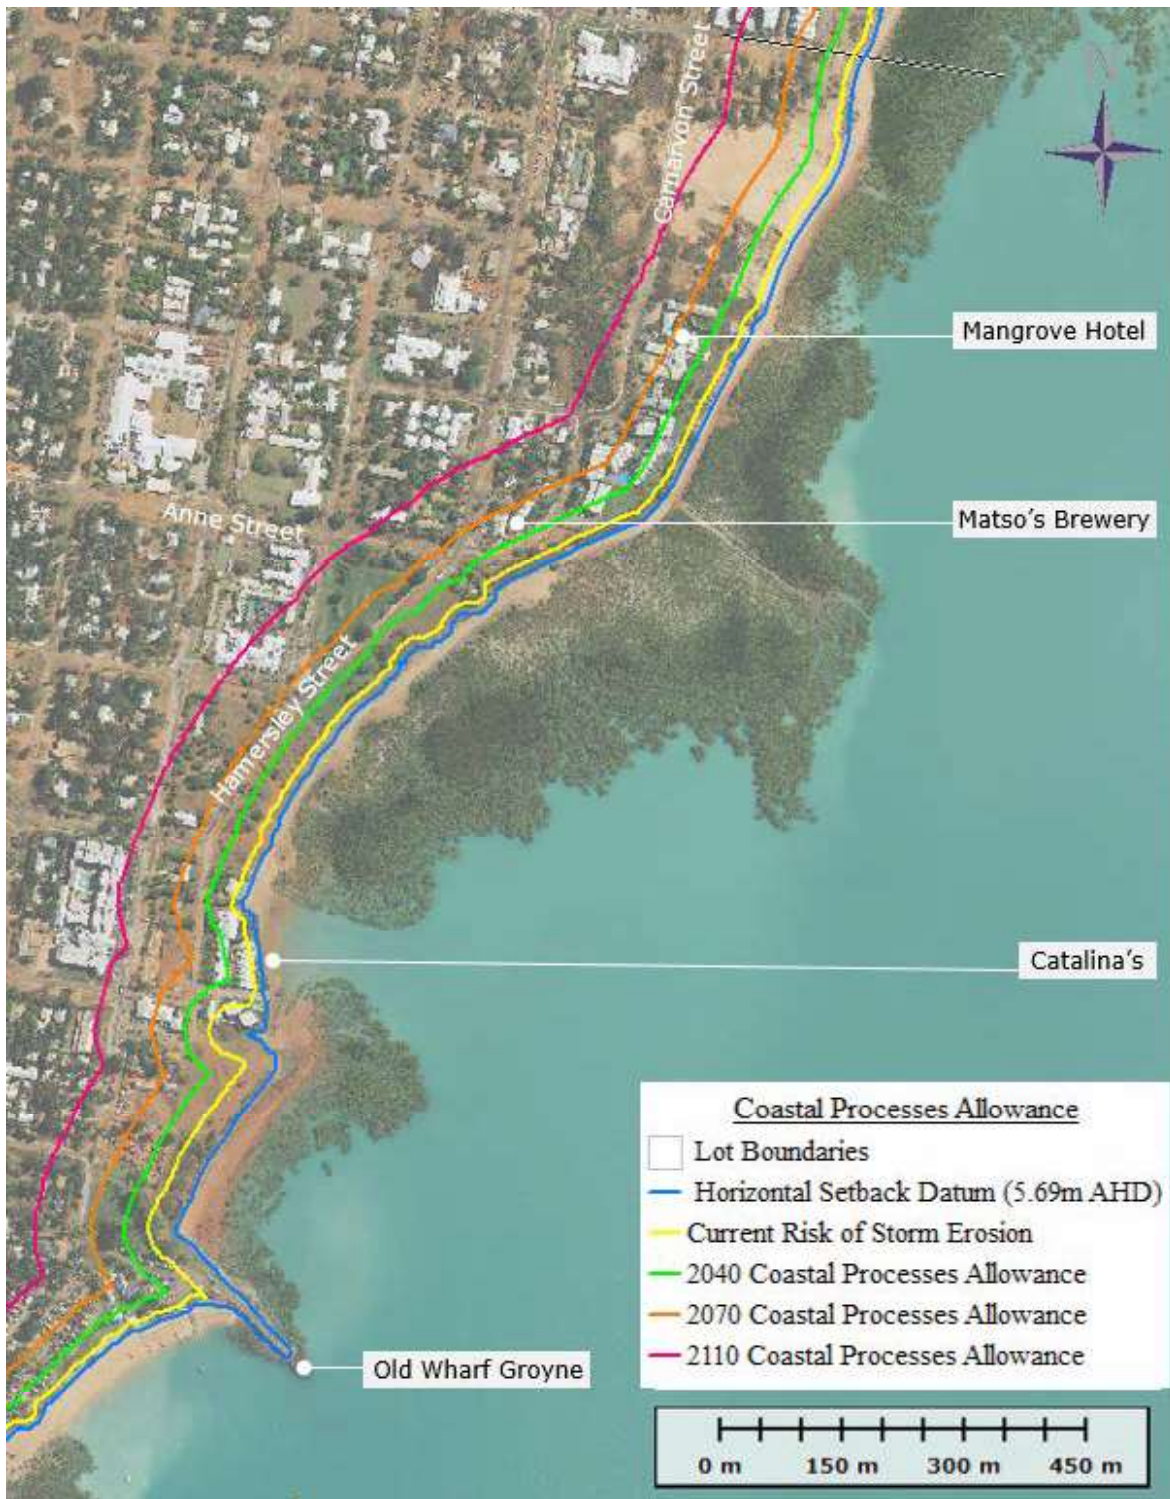 Carnarvon Street
Mangrove Hotel
Matso's Brewery
Anne Street
Hamersley Street
Catalina's
Coastal Processes Allowance
Lot Boundaries
Horizontal Setback Datum (5.69m AHD)
Current Risk of Storm Erosion
2040 Coastal Processes Allowance
2070 Coastal Processes Allowance
2110 Coastal Processes Allowance
Old Wharf Groyne
0 m 150 m 300 m 450 m